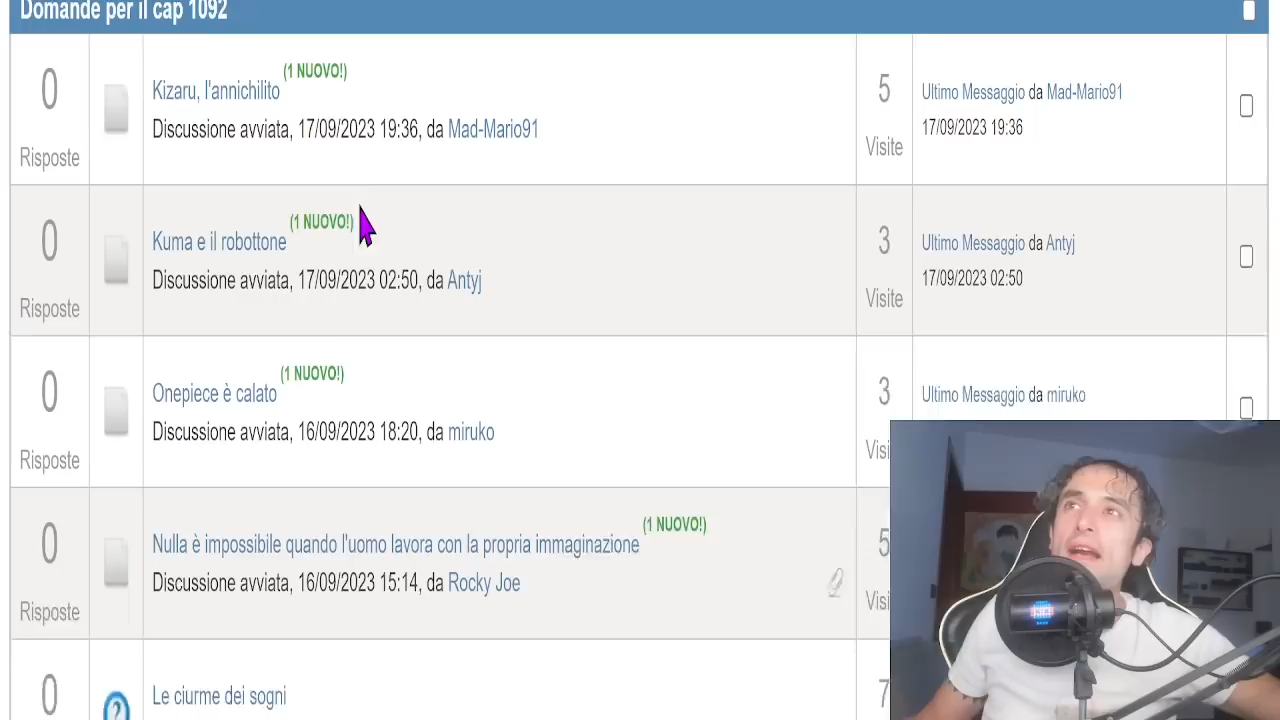 Domande per il cap 1092
0
Risposte
Kizaru, l'annichilito (1 NUOVO!)
Discussione avviata, 17/09/2023 19:36, da Mad-Mario91
5
Visite
Ultimo Messaggio da Mad-Mario91
17/09/2023 19:36
0
Risposte
Kuma e il robottone (1 NUOVO!)
Discussione avviata, 17/09/2023 02:50, da Antyj
3
Visite
Ultimo Messaggio da Antyj
17/09/2023 02:50
0
Risposte
Onepiece è calato (1 NUOVO!)
Discussione avviata, 16/09/2023 18:20, da miruko
3
Visi
Ultimo Messaggio da miruko
0
Risposte
Nulla è impossibile quando l'uomo lavora con la propria immaginazione (1 NUOVO!)
Discussione avviata, 16/09/2023 15:14, da Rocky Joe
5
Visi
0
?
Le ciurme dei sogni
7